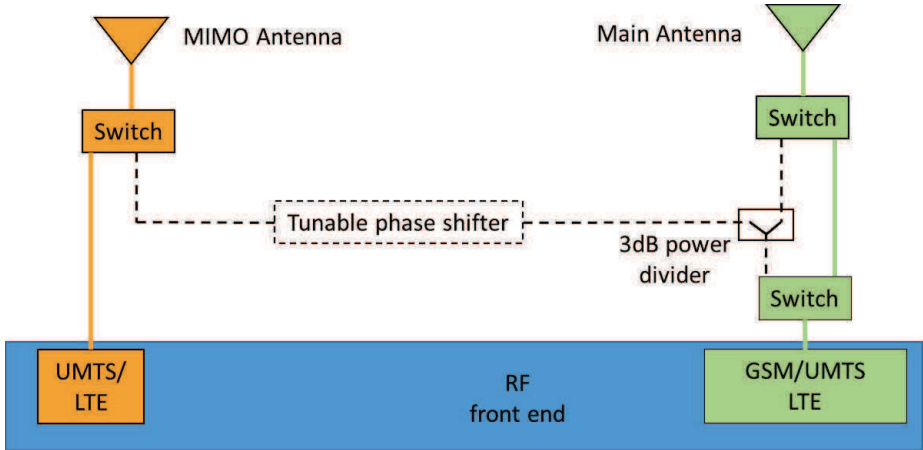 MIMO Antenna
Main Antenna
Switch
Switch
Tunable phase shifter
3dB power
divider
Switch
UMTS/
LTE
RF
front end
GSM/UMTS
LTE